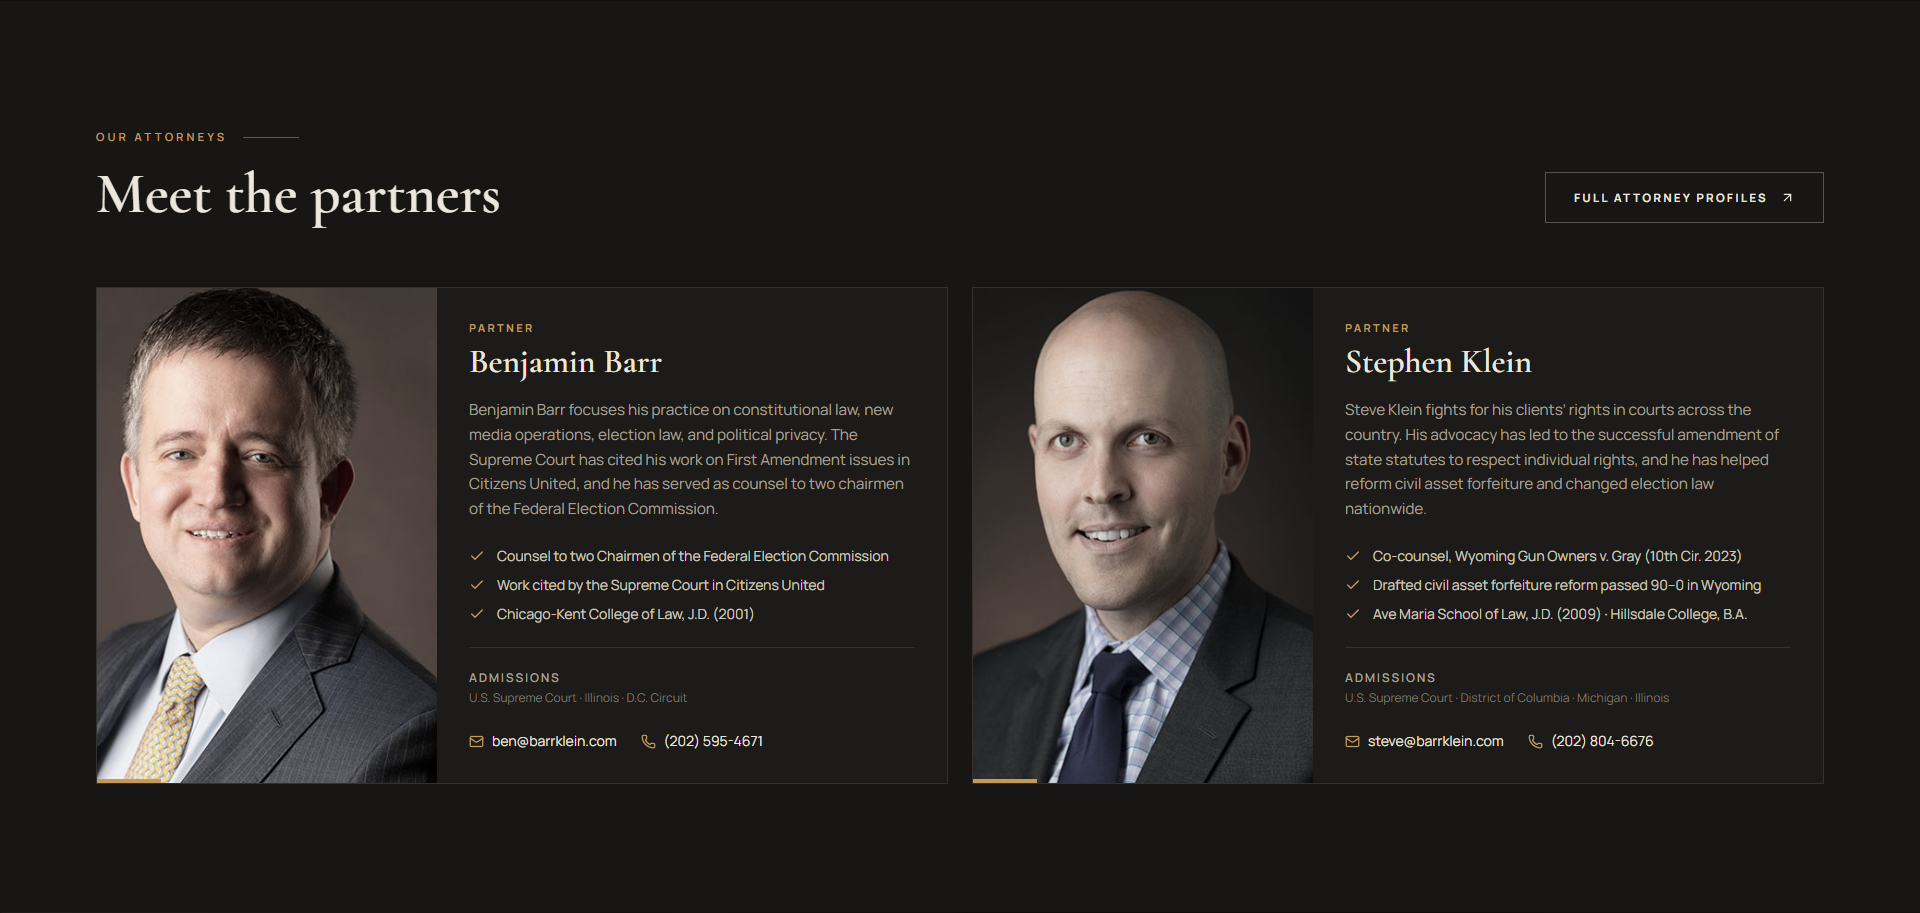 OUR ATTORNEYS
Meet the partners
FULL ATTORNEY PROFILES
PARTNER
Benjamin Barr
Benjamin Barr focuses his practice on constitutional law, new
media operations, election law, and political privacy. The
Supreme Court has cited his work on First Amendment issues in
Citizens United, and he has served as counsel to two chairmen
of the Federal Election Commission.
Counsel to two Chairmen of the Federal Election Commission
Work cited by the Supreme Court in Citizens United
Chicago-Kent College of Law, J.D. (2001)
ADMISSIONS
U.S. Supreme Court · Illinois · D.C. Circuit
ben@barrklein.com
(202) 595-4671
PARTNER
Stephen Klein
Steve Klein fights for his clients' rights in courts across the
country. His advocacy has led to the successful amendment of
state statutes to respect individual rights, and he has helped
reform civil asset forfeiture and changed election law
nationwide.
Co-counsel, Wyoming Gun Owners v. Gray (10th Cir. 2023)
Drafted civil asset forfeiture reform passed 90–0 in Wyoming
Ave Maria School of Law, J.D. (2009) · Hillsdale College, B.A.
ADMISSIONS
U.S. Supreme Court · District of Columbia · Michigan · Illinois
steve@barrklein.com
(202) 804-6676